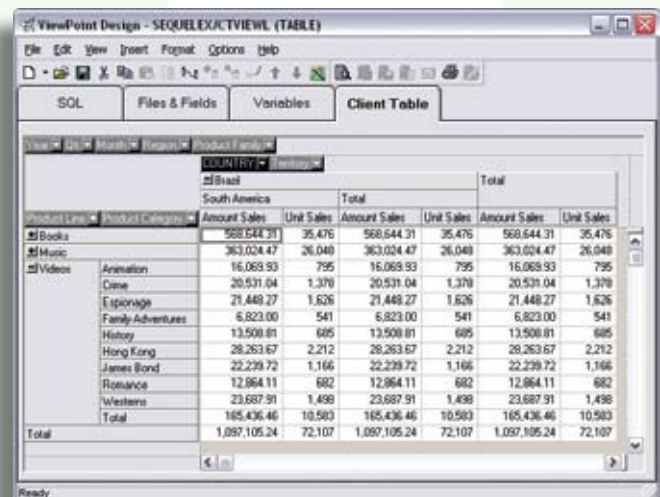 ViewPoint Design - SEQUELEX/CTVIEWL (TABLE)
File Edit View Insert Format Options Help
SQL Files & Fields Variables Client Table
Year Qtr Month Region Product Family
COUNTRY Territory
Brazil Total
South America Total
Product Line Product Category Amount Sales Unit Sales Amount Sales Unit Sales Amount Sales Unit Sales
Books 568,644.31 35,476 568,644.31 35,476 568,644.31 35,476
Music 363,024.47 26,048 363,024.47 26,048 363,024.47 26,048
Videos Animation 16,069.93 795 16,069.93 795 16,069.93 795
Crime 20,531.04 1,378 20,531.04 1,378 20,531.04 1,378
Espionage 21,448.27 1,626 21,448.27 1,626 21,448.27 1,626
Family Adventures 6,823.00 541 6,823.00 541 6,823.00 541
History 13,508.81 685 13,508.81 685 13,508.81 685
Hong Kong 28,263.67 2,212 28,263.67 2,212 28,263.67 2,212
James Bond 22,239.72 1,166 22,239.72 1,166 22,239.72 1,166
Romance 12,864.11 682 12,864.11 682 12,864.11 682
Westerns 23,687.91 1,498 23,687.91 1,498 23,687.91 1,498
Total 165,436.46 10,583 165,436.46 10,583 165,436.46 10,583
Total 1,097,105.24 72,107 1,097,105.24 72,107 1,097,105.24 72,107
Ready